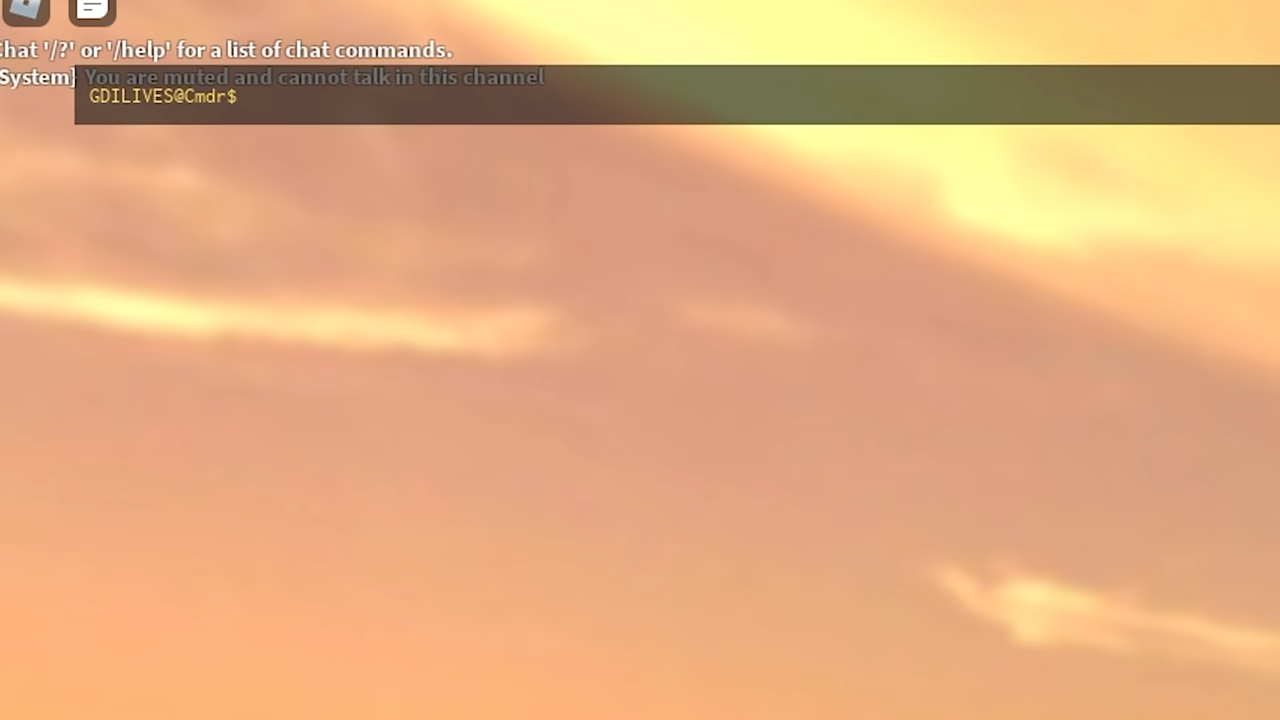 hat '/?' or '/help' for a list of chat commands.
System] You are muted and cannot talk in this channel
GDILIVES@Cmdr$